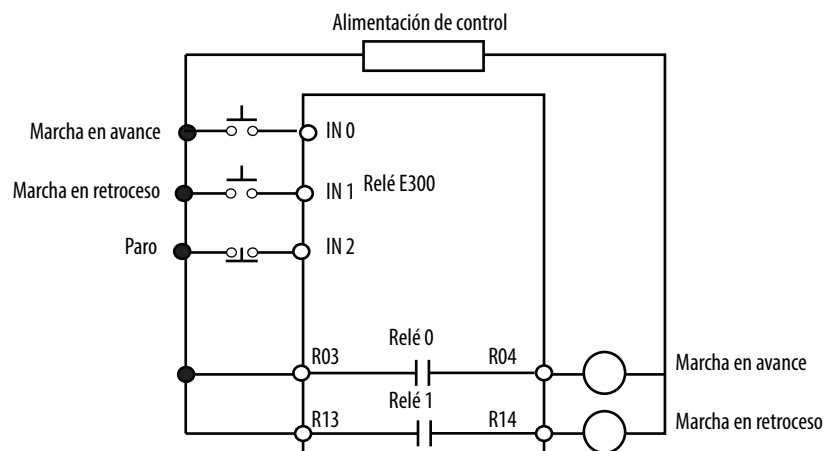 Alimentación de control
Marcha en avance
IN 0
Marcha en retroceso
IN 1
Relé E300
Paro
IN 2
Relé 0
R03
R04
Marcha en avance
Relé 1
R13
R14
Marcha en retroceso